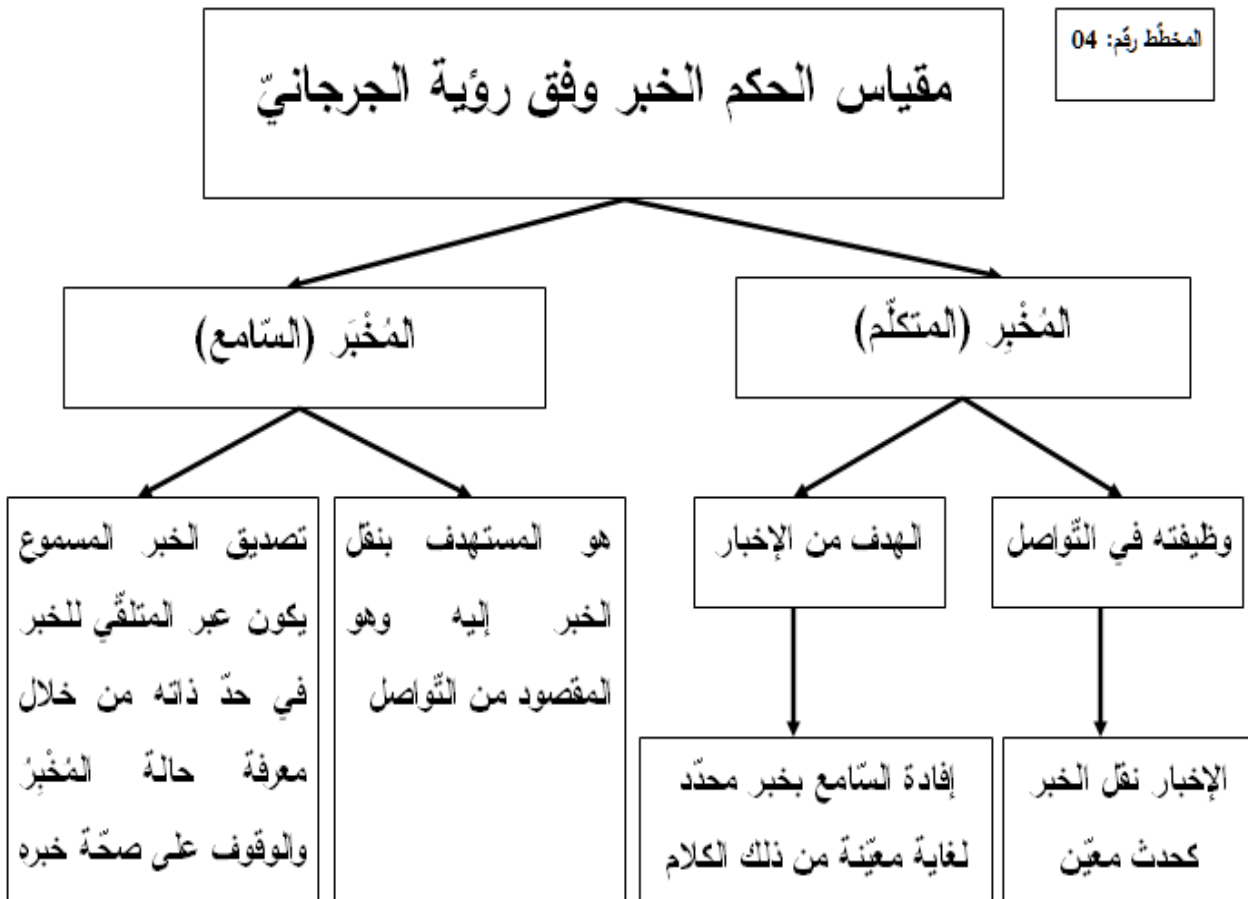 المخطّط رقم: 04
مقياس الحكم الخبر وفق رؤية الجرجانيّ
المُخْبِر (المتكلّم)
المُخْبَر (السّامع)
وظيفته في التّواصل
الهدف من الإخبار
هو المستهدف بنقل
الخبر إليه وهو
المقصود من التّواصل
تصديق الخبر المسموع
يكون عبر المتلقّي للخبر
في حدّ ذاته من خلال
معرفة حالة المُخْبِرُ
والوقوف على صحّة خبره
الإخبار نقل الخبر
كحدث معيّن
إفادة السّامع بخبر محدّد
لغاية معيّنة من ذلك الكلام